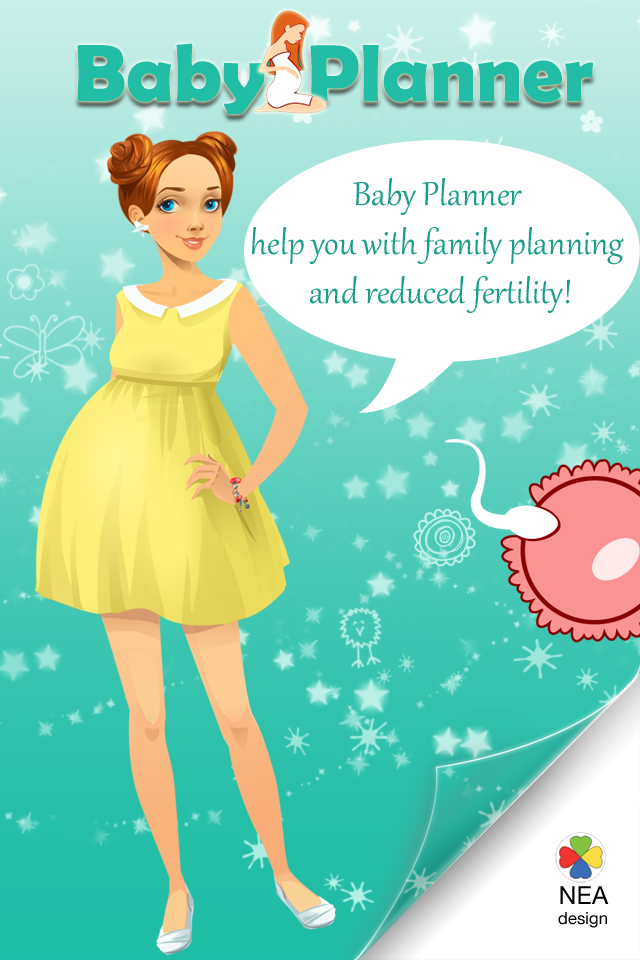 Baby Planner
Baby Planner
help you with family planning
and reduced fertility!
NEA
design